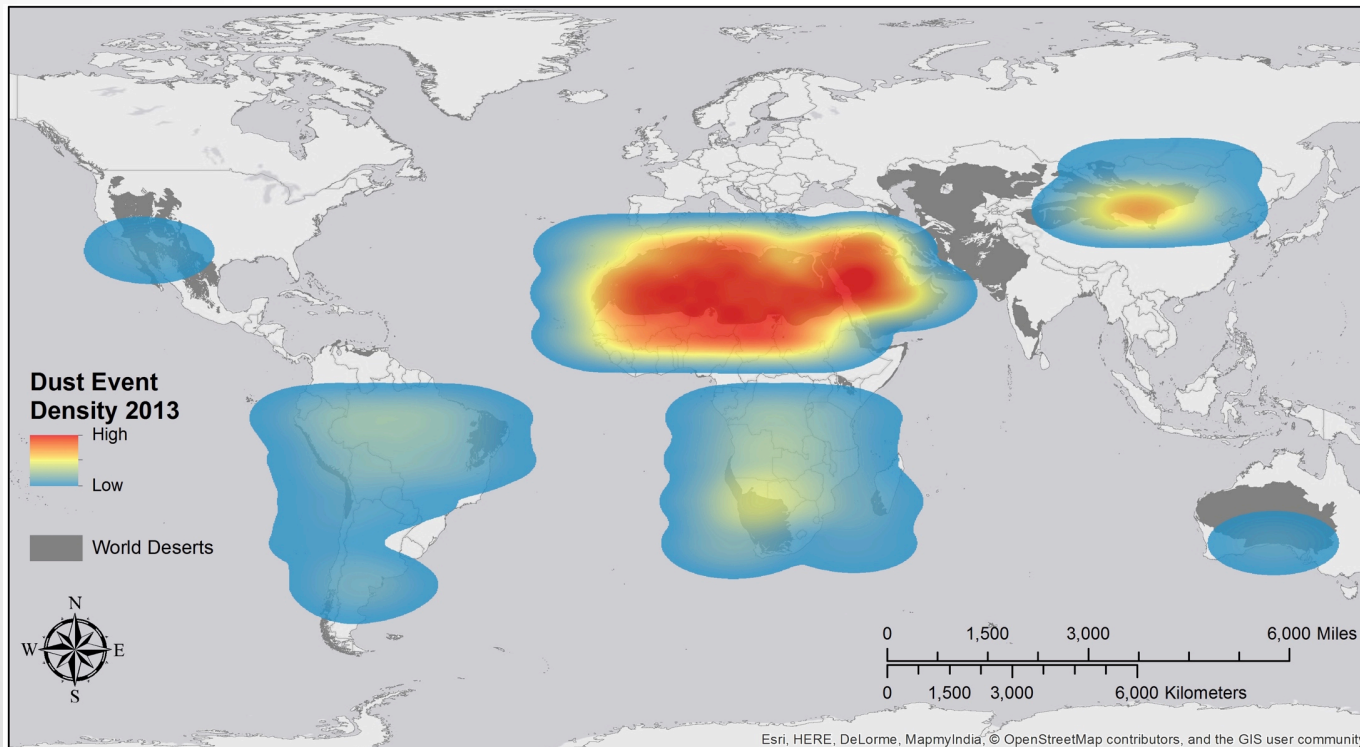 Dust Event
Density 2013
High
Low
World Deserts
N
W E
S
0 1,500 3,000 6,000 Miles
0 1,500 3,000 6,000 Kilometers
Esri, HERE, DeLorme, MapmyIndia, © OpenStreetMap contributors, and the GIS user community